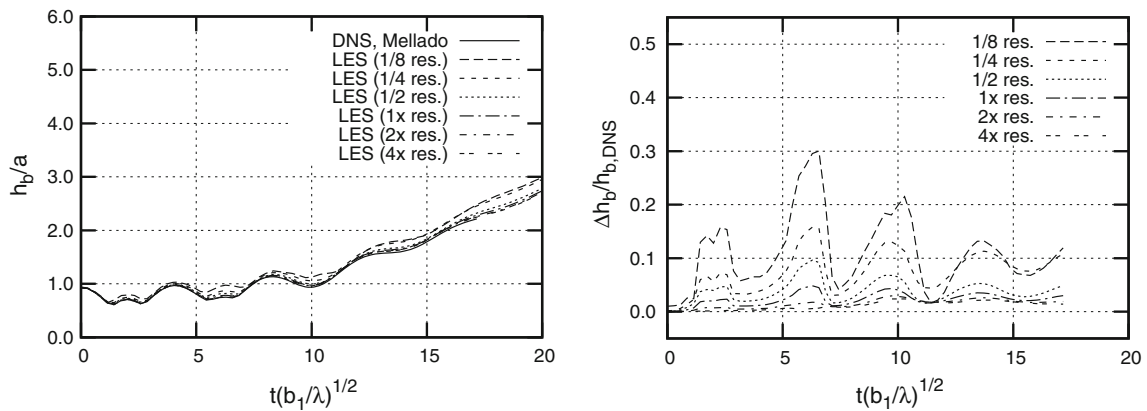 6.0
5.0
4.0
3.0
2.0
1.0
0.0
h_b/a
DNS, Mellado
LES (1/8 res.)
LES (1/4 res.)
LES (1/2 res.)
LES (1x res.)
LES (2x res.)
LES (4x res.)
0 5 10 15 20
t(b_1/λ)^{1/2}
0.5
0.4
0.3
0.2
0.1
0.0
Δh_b/h_{b,DNS}
1/8 res.
1/4 res.
1/2 res.
1x res.
2x res.
4x res.
0 5 10 15 20
t(b_1/λ)^{1/2}